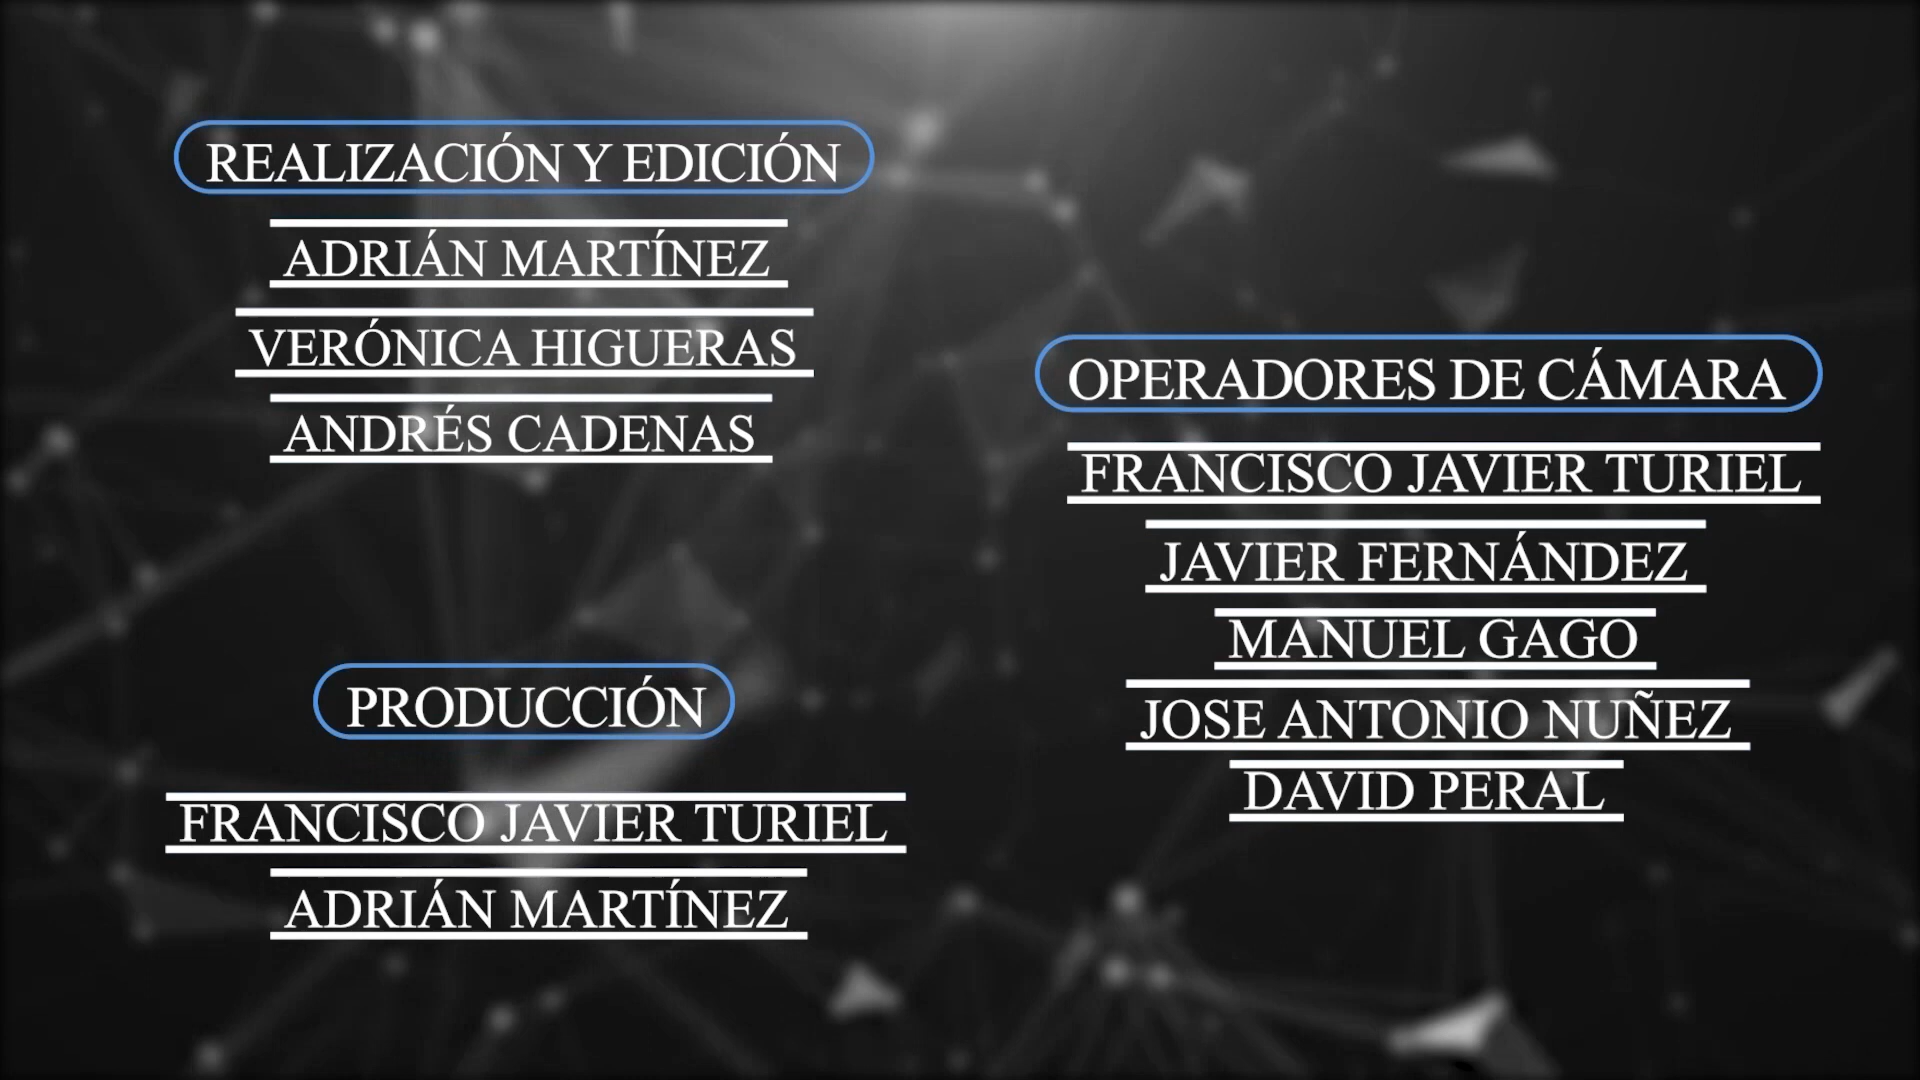 REALIZACIÓN Y EDICIÓN
ADRIÁN MARTÍNEZ
VERÓNICA HIGUERAS
ANDRÉS CADENAS
PRODUCCIÓN
FRANCISCO JAVIER TURIEL
ADRIÁN MARTÍNEZ
OPERADORES DE CÁMARA
FRANCISCO JAVIER TURIEL
JAVIER FERNÁNDEZ
MANUEL GAGO
JOSE ANTONIO NUÑEZ
DAVID PERAL